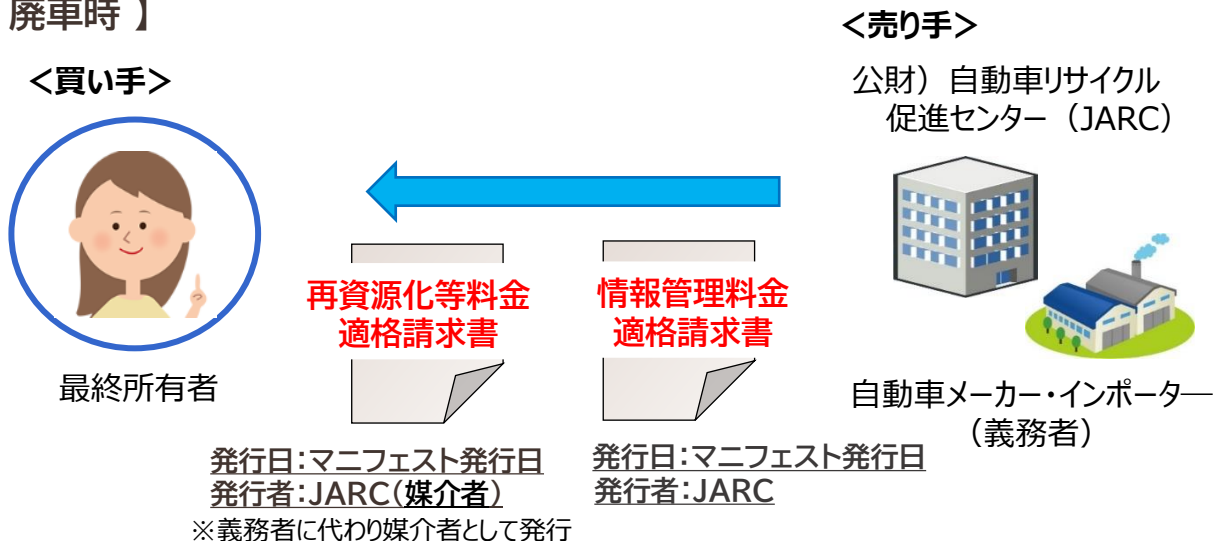 廃車時 】
<売り手>
<買い手>
公財）自動車リサイクル
促進センター（JARC）
再資源化等料金
適格請求書
情報管理料金
適格請求書
最終所有者
自動車メーカー・インポータ―
（義務者）
発行日：マニフェスト発行日
発行者：JARC（媒介者）
※義務者に代わり媒介者として発行
発行日：マニフェスト発行日
発行者：JARC